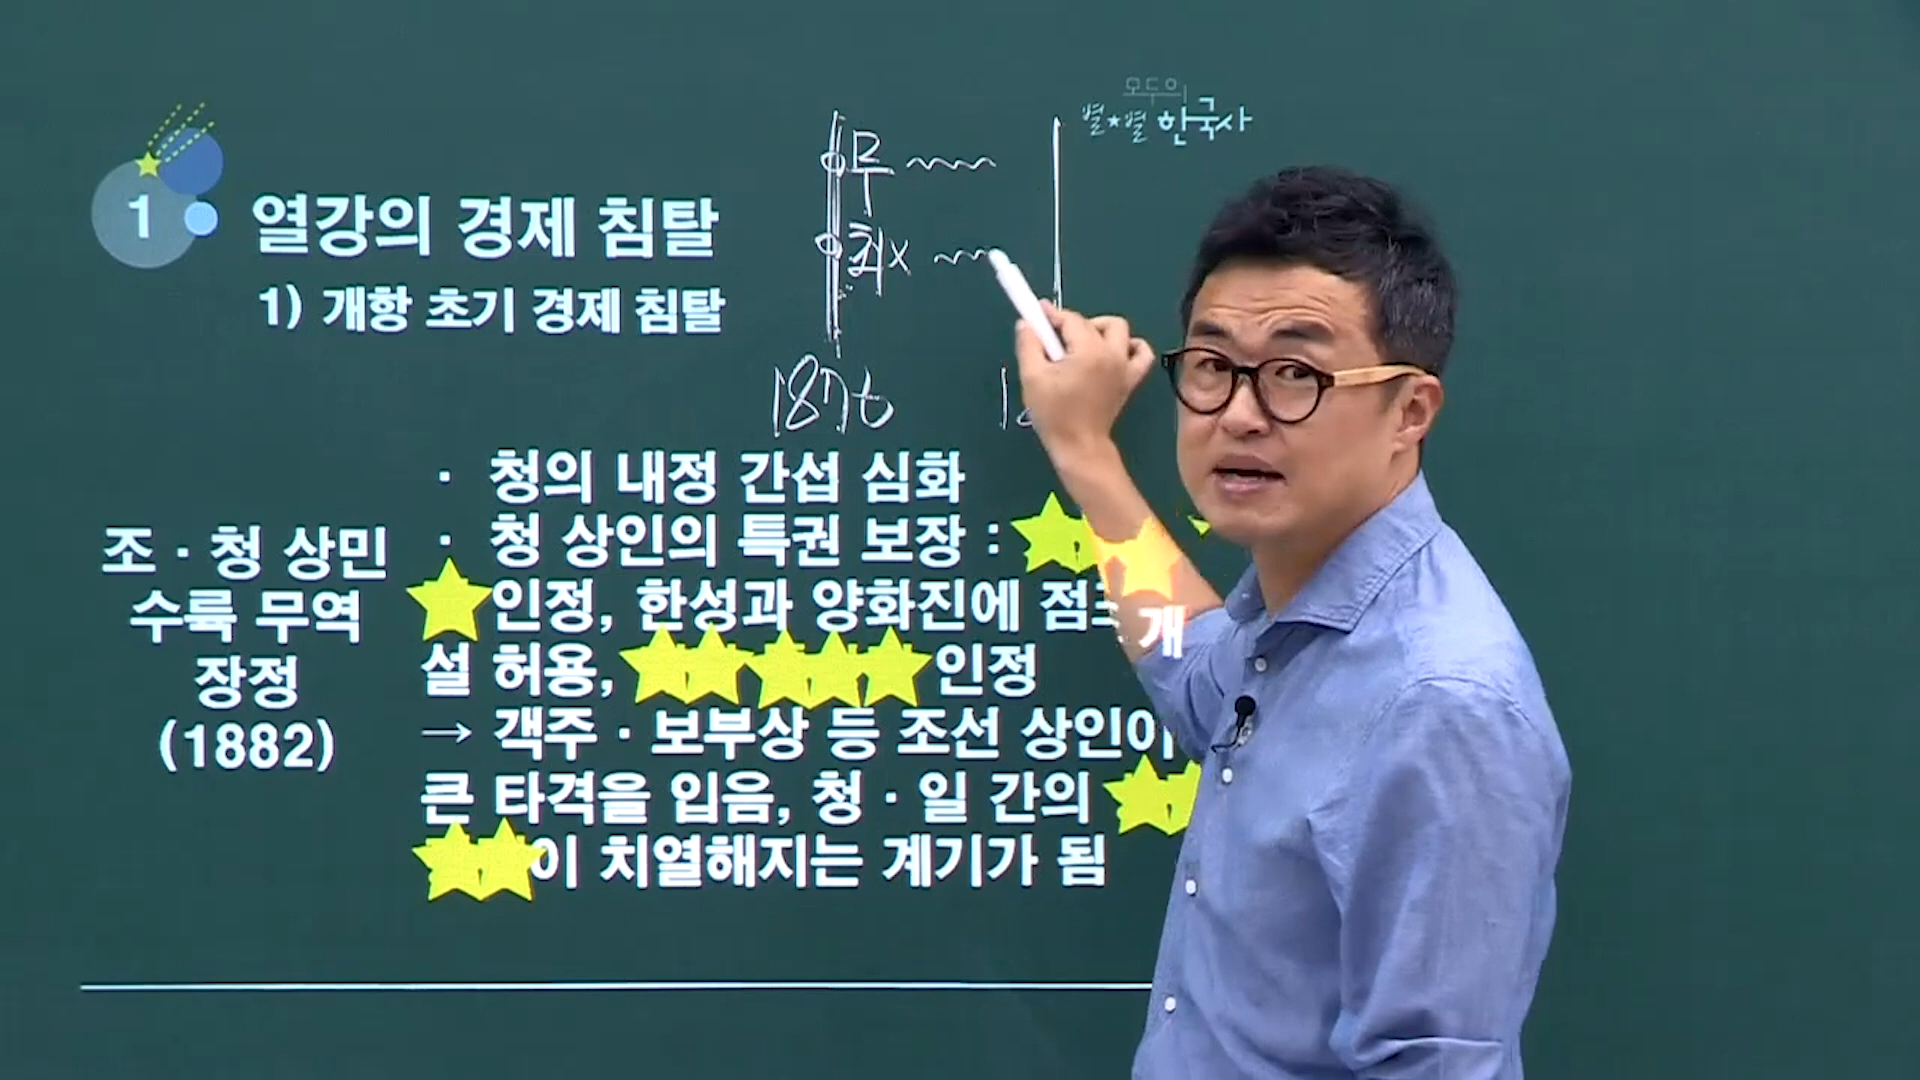 모두의
별★별 한국사
1
열강의 경제 침탈
1) 개항 초기 경제 침탈
무
최x
1876
조·청 상민
수륙 무역
장정
(1882)
· 청의 내정 간섭 심화
· 청 상인의 특권 보장 :
인정, 한성과 양화진에 점포 개
설 허용, 인정
→ 객주·보부상 등 조선 상인이
큰 타격을 입음, 청·일 간의
이 치열해지는 계기가 됨